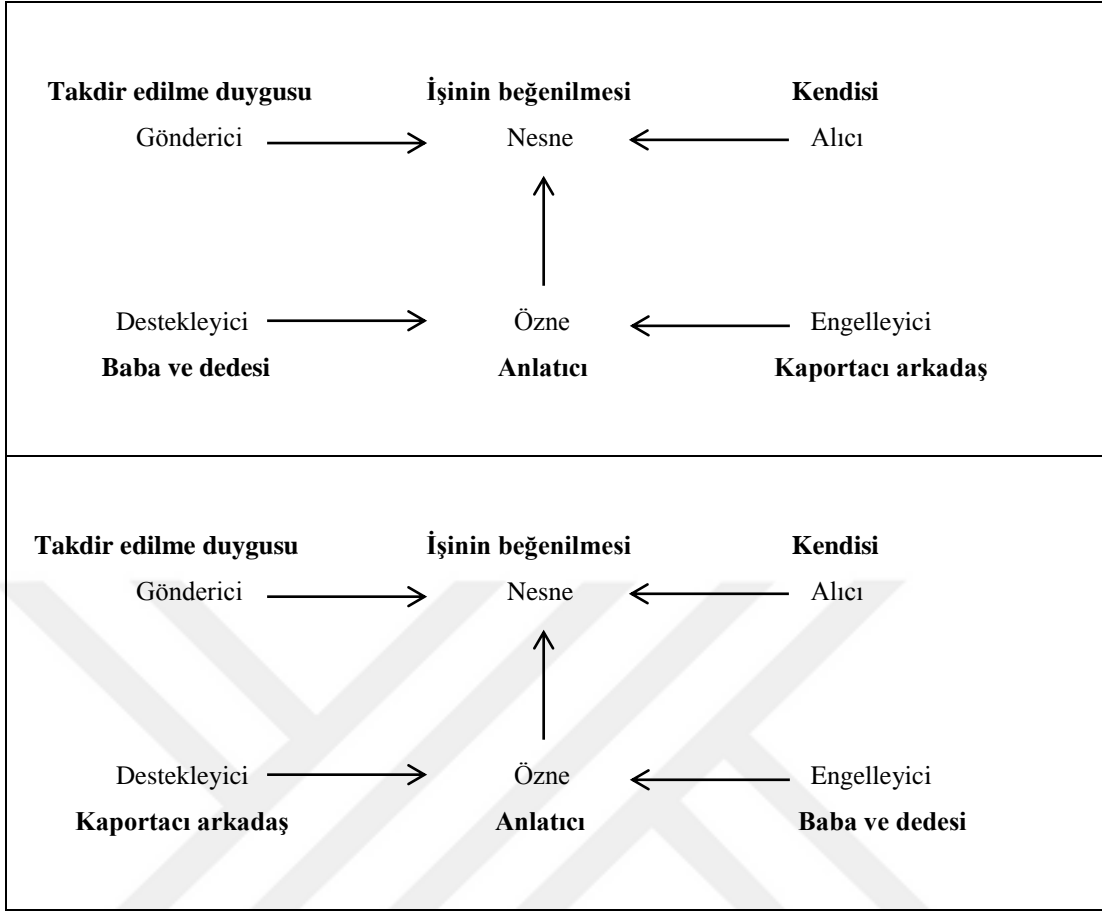 Takdir edilme duygusu İşinin beğenilmesi Kendisi
Gönderici Nesne Alıcı
Destekleyici Özne Engelleyici
Baba ve dedesi Anlatıcı Kaportacı arkadaş
Takdir edilme duygusu İşinin beğenilmesi Kendisi
Gönderici Nesne Alıcı
Destekleyici Özne Engelleyici
Kaportacı arkadaş Anlatıcı Baba ve dedesi